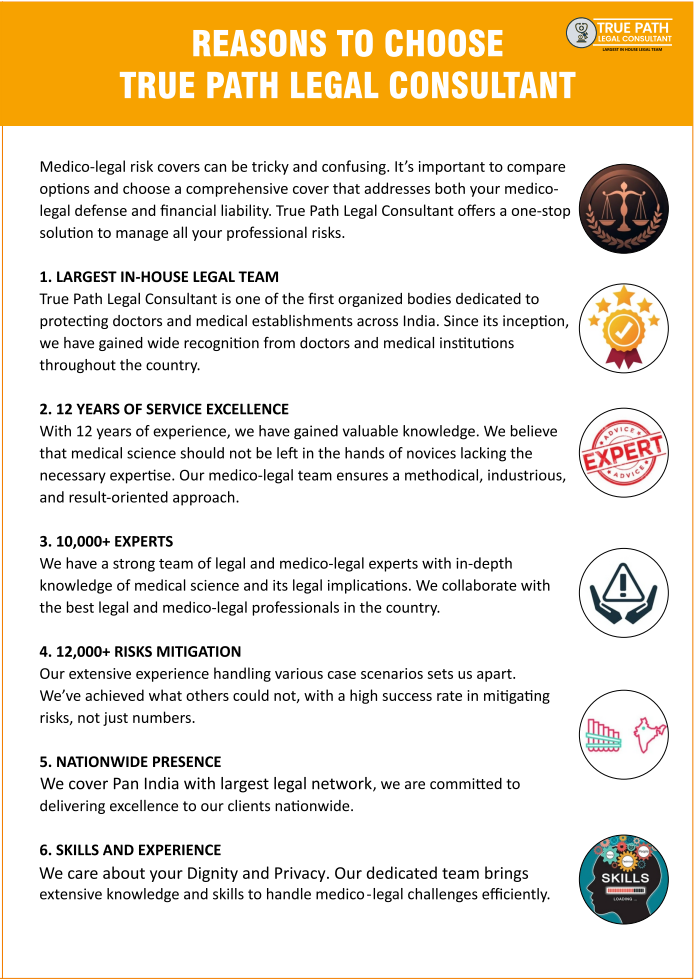 REASONS TO CHOOSE
TRUE PATH LEGAL CONSULTANT
TRUE PATH
LEGAL CONSULTANT
LARGEST IN HOUSE LEGAL TEAM
Medico-legal risk covers can be tricky and confusing. It’s important to compare
options and choose a comprehensive cover that addresses both your medico-
legal defense and financial liability. True Path Legal Consultant offers a one-stop
solution to manage all your professional risks.
1. LARGEST IN-HOUSE LEGAL TEAM
True Path Legal Consultant is one of the first organized bodies dedicated to
protecting doctors and medical establishments across India. Since its inception,
we have gained wide recognition from doctors and medical institutions
throughout the country.
2. 12 YEARS OF SERVICE EXCELLENCE
With 12 years of experience, we have gained valuable knowledge. We believe
that medical science should not be left in the hands of novices lacking the
necessary expertise. Our medico-legal team ensures a methodical, industrious,
and result-oriented approach.
ADVICE
EXPERT
ADVICE
3. 10,000+ EXPERTS
We have a strong team of legal and medico-legal experts with in-depth
knowledge of medical science and its legal implications. We collaborate with
the best legal and medico-legal professionals in the country.
4. 12,000+ RISKS MITIGATION
Our extensive experience handling various case scenarios sets us apart.
We’ve achieved what others could not, with a high success rate in mitigating
risks, not just numbers.
5. NATIONWIDE PRESENCE
We cover Pan India with largest legal network, we are committed to
delivering excellence to our clients nationwide.
6. SKILLS AND EXPERIENCE
We care about your Dignity and Privacy. Our dedicated team brings
extensive knowledge and skills to handle medico-legal challenges efficiently.
SKILLS
LOADING ...